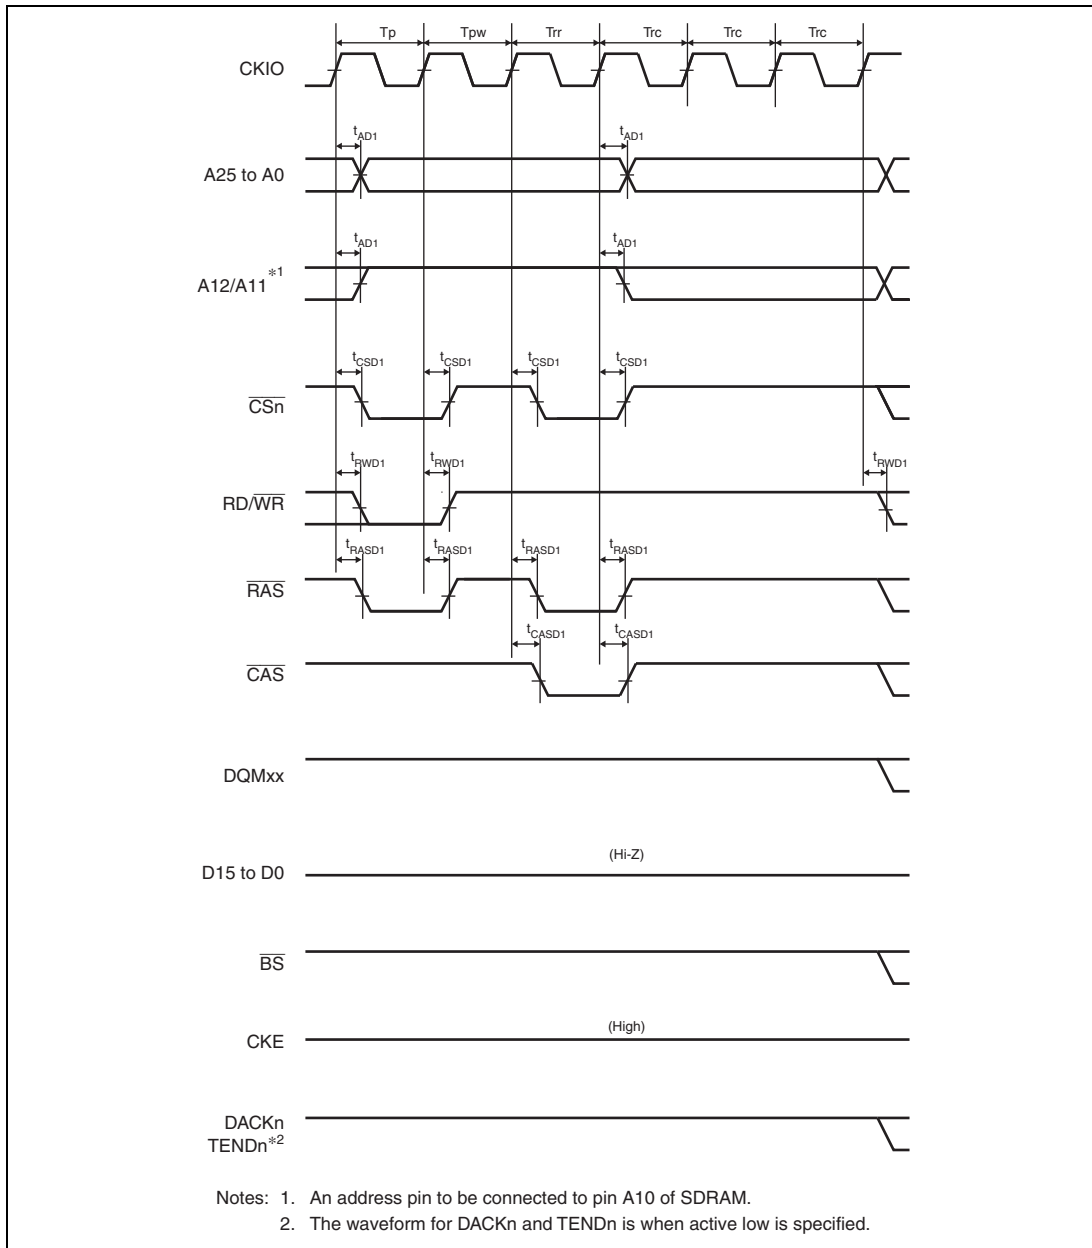 Tp Tpw Trr Trc Trc Trc
CKIO
tAD1 tAD1
A25 to A0
tAD1 tAD1
A12/A11*1
tCSD1 tCSD1 tCSD1 tCSD1
CSn
tRWD1 tRWD1 tRWD1
RD/WR
tRASD1 tRASD1 tRASD1 tRASD1
RAS
tCASD1 tCASD1
CAS
DQMxx
(Hi-Z)
D15 to D0
BS
(High)
CKE
DACKn
TENDn*2
Notes: 1. An address pin to be connected to pin A10 of SDRAM.
2. The waveform for DACKn and TENDn is when active low is specified.